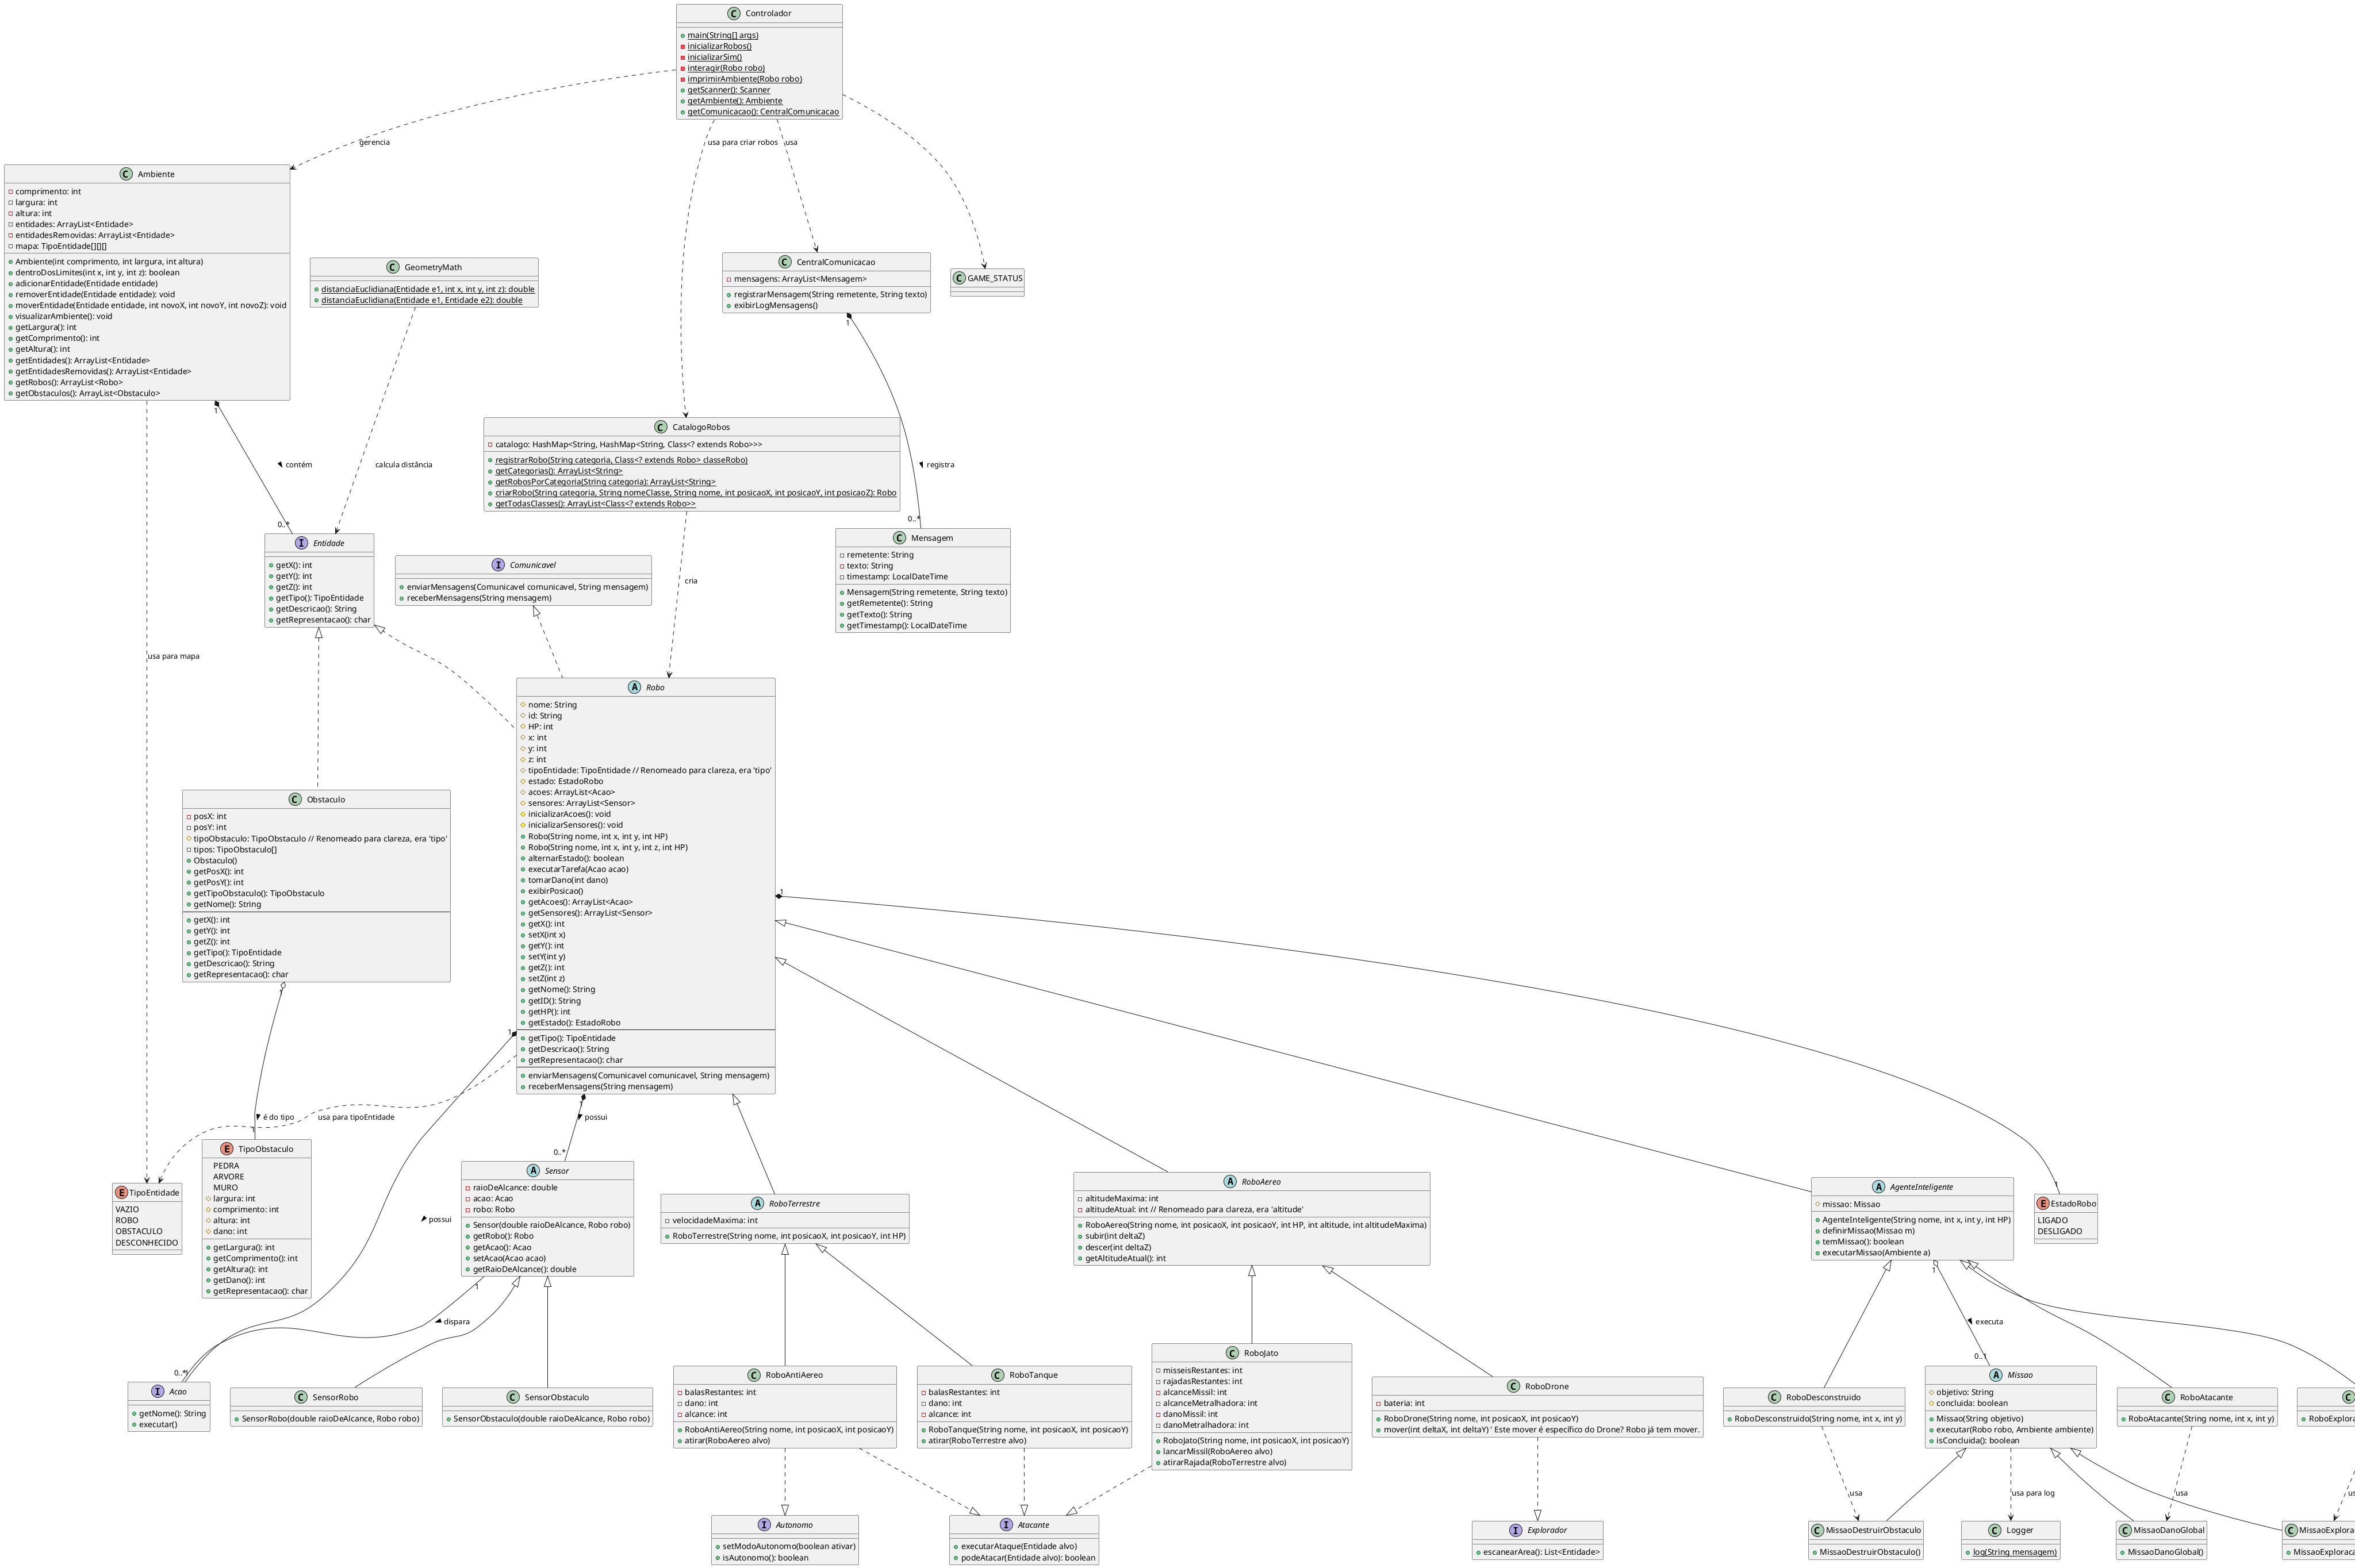 Controlador
main(String[] args)
inicializarRobos()
inicializarSim()
interagir(Robo robo)
imprimirAmbiente(Robo robo)
getScanner(): Scanner
getAmbiente(): Ambiente
getComunicacao(): CentralComunicacao
gerencia
usa para criar robos
usa
Ambiente
comprimento: int
largura: int
altura: int
entidades: ArrayList<Entidade>
entidadesRemovidas: ArrayList<Entidade>
mapa: TipoEntidade[][][]
Ambiente(int comprimento, int largura, int altura)
dentroDosLimites(int x, int y, int z): boolean
adicionarEntidade(Entidade entidade)
removerEntidade(Entidade entidade): void
moverEntidade(Entidade entidade, int novoX, int novoY, int novoZ): void
visualizarAmbiente(): void
getLargura(): int
getComprimento(): int
getAltura(): int
getEntidades(): ArrayList<Entidade>
getEntidadesRemovidas(): ArrayList<Entidade>
getRobos(): ArrayList<Robo>
getObstaculos(): ArrayList<Obstaculo>
GeometryMath
distanciaEuclidiana(Entidade e1, int x, int y, int z): double
distanciaEuclidiana(Entidade e1, Entidade e2): double
CentralComunicacao
mensagens: ArrayList<Mensagem>
registrarMensagem(String remetente, String texto)
exibirLogMensagens()
GAME_STATUS
1
1
contém
calcula distância
registra
CatalogoRobos
catalogo: HashMap<String, HashMap<String, Class<? extends Robo>>>
registrarRobo(String categoria, Class<? extends Robo> classeRobo)
getCategorias(): ArrayList<String>
getRobosPorCategoria(String categoria): ArrayList<String>
criarRobo(String categoria, String nomeClasse, String nome, int posicaoX, int posicaoY, int posicaoZ): Robo
getTodasClasses(): ArrayList<Class<? extends Robo>>
0..*
0..*
Entidade
getX(): int
getY(): int
getZ(): int
getTipo(): TipoEntidade
getDescricao(): String
getRepresentacao(): char
Comunicavel
enviarMensagens(Comunicavel comunicavel, String mensagem)
receberMensagens(String mensagem)
cria
Mensagem
remetente: String
texto: String
timestamp: LocalDateTime
Mensagem(String remetente, String texto)
getRemetente(): String
getTexto(): String
getTimestamp(): LocalDateTime
usa para mapa
Robo
nome: String
id: String
HP: int
x: int
y: int
z: int
tipoEntidade: TipoEntidade // Renomeado para clareza, era 'tipo'
estado: EstadoRobo
acoes: ArrayList<Acao>
sensores: ArrayList<Sensor>
inicializarAcoes(): void
inicializarSensores(): void
Robo(String nome, int x, int y, int HP)
Robo(String nome, int x, int y, int z, int HP)
alternarEstado(): boolean
executarTarefa(Acao acao)
tomarDano(int dano)
exibirPosicao()
getAcoes(): ArrayList<Acao>
getSensores(): ArrayList<Sensor>
getX(): int
setX(int x)
getY(): int
setY(int y)
getZ(): int
setZ(int z)
getNome(): String
getID(): String
getHP(): int
getEstado(): EstadoRobo
getTipo(): TipoEntidade
getDescricao(): String
getRepresentacao(): char
enviarMensagens(Comunicavel comunicavel, String mensagem)
receberMensagens(String mensagem)
1
1
1
Obstaculo
posX: int
posY: int
tipoObstaculo: TipoObstaculo // Renomeado para clareza, era 'tipo'
tipos: TipoObstaculo[]
Obstaculo()
getPosX(): int
getPosY(): int
getTipoObstaculo(): TipoObstaculo
getNome(): String
getX(): int
getY(): int
getZ(): int
getTipo(): TipoEntidade
getDescricao(): String
getRepresentacao(): char
1
é do tipo
usa para tipoEntidade
possui
1
0..*
1
TipoEntidade
VAZIO
ROBO
OBSTACULO
DESCONHECIDO
TipoObstaculo
PEDRA
ARVORE
MURO
largura: int
comprimento: int
altura: int
dano: int
getLargura(): int
getComprimento(): int
getAltura(): int
getDano(): int
getRepresentacao(): char
possui
Sensor
raioDeAlcance: double
acao: Acao
robo: Robo
Sensor(double raioDeAlcance, Robo robo)
getRobo(): Robo
getAcao(): Acao
setAcao(Acao acao)
getRaioDeAlcance(): double
RoboTerrestre
velocidadeMaxima: int
RoboTerrestre(String nome, int posicaoX, int posicaoY, int HP)
RoboAereo
altitudeMaxima: int
altitudeAtual: int // Renomeado para clareza, era 'altitude'
RoboAereo(String nome, int posicaoX, int posicaoY, int HP, int altitude, int altitudeMaxima)
subir(int deltaZ)
descer(int deltaZ)
getAltitudeAtual(): int
AgenteInteligente
missao: Missao
AgenteInteligente(String nome, int x, int y, int HP)
definirMissao(Missao m)
temMissao(): boolean
executarMissao(Ambiente a)
EstadoRobo
LIGADO
DESLIGADO
1
dispara
1
executa
0..*
1
0..1
Acao
getNome(): String
executar()
SensorRobo
SensorRobo(double raioDeAlcance, Robo robo)
SensorObstaculo
SensorObstaculo(double raioDeAlcance, Robo robo)
RoboAntiAereo
balasRestantes: int
dano: int
alcance: int
RoboAntiAereo(String nome, int posicaoX, int posicaoY)
atirar(RoboAereo alvo)
RoboTanque
balasRestantes: int
dano: int
alcance: int
RoboTanque(String nome, int posicaoX, int posicaoY)
atirar(RoboTerrestre alvo)
RoboJato
misseisRestantes: int
rajadasRestantes: int
alcanceMissil: int
alcanceMetralhadora: int
danoMissil: int
danoMetralhadora: int
RoboJato(String nome, int posicaoX, int posicaoY)
lancarMissil(RoboAereo alvo)
atirarRajada(RoboTerrestre alvo)
RoboDrone
bateria: int
RoboDrone(String nome, int posicaoX, int posicaoY)
mover(int deltaX, int deltaY) ' Este mover é específico do Drone? Robo já tem mover.
RoboDesconstruido
RoboDesconstruido(String nome, int x, int y)
Missao
objetivo: String
concluida: boolean
Missao(String objetivo)
executar(Robo robo, Ambiente ambiente)
isConcluida(): boolean
RoboAtacante
RoboAtacante(String nome, int x, int y)
RoboExplora
usa
usa para log
usa
us
Autonomo
setModoAutonomo(boolean ativar)
isAutonomo(): boolean
Atacante
executarAtaque(Entidade alvo)
podeAtacar(Entidade alvo): boolean
Explorador
escanearArea(): List<Entidade>
MissaoDestruirObstaculo
MissaoDestruirObstaculo()
Logger
log(String mensagem)
MissaoDanoGlobal
MissaoDanoGlobal()
MissaoExplora
MissaoExploraca